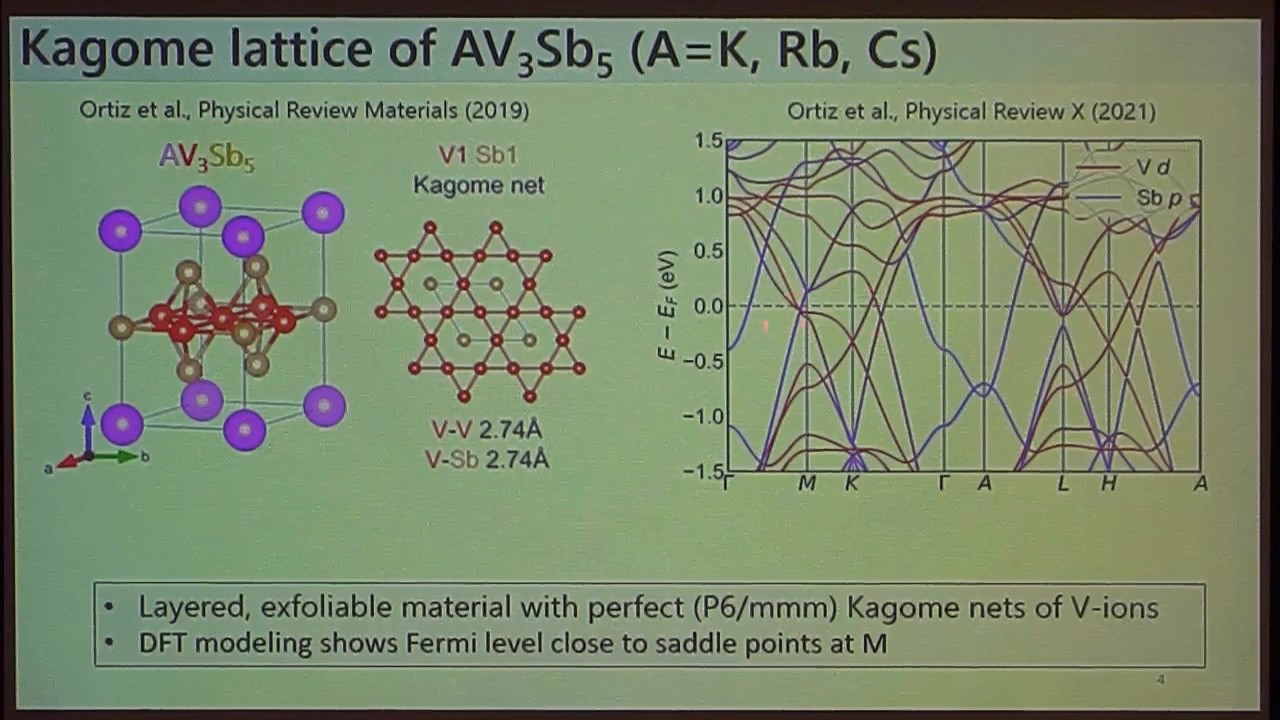 Kagome lattice of AV₃Sb₅ (A=K, Rb, Cs)
Ortiz et al., Physical Review Materials (2019)
AV₃Sb₅
V1 Sb1
Kagome net
c
a
b
V-V 2.74Å
V-Sb 2.74Å
Ortiz et al., Physical Review X (2021)
E − E_F (eV)
1.5
1.0
0.5
0.0
−0.5
−1.0
−1.5
V d
Sb p
Γ M K Γ A L H A
• Layered, exfoliable material with perfect (P6/mmm) Kagome nets of V-ions
• DFT modeling shows Fermi level close to saddle points at M
4